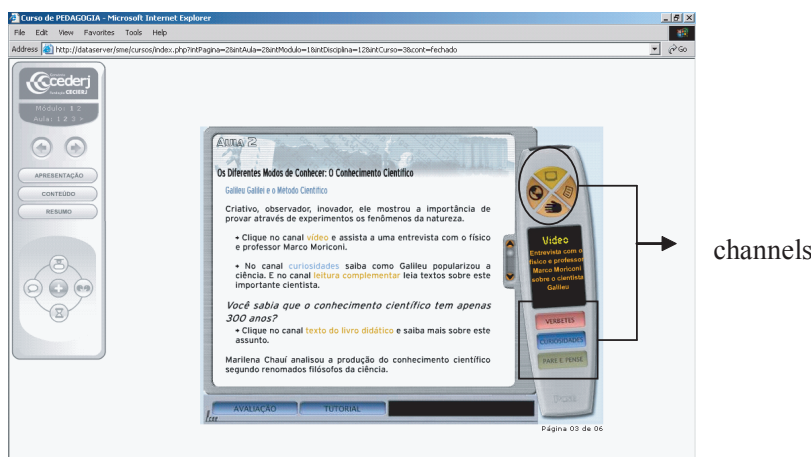 Curso de PEDAGOGIA - Microsoft Internet Explorer
File Edit View Favorites Tools Help
Address http://dataserver/sme/cursos/index.php?intPagina=2&intAula=2&intModulo=1&intDisciplina=12&intCurso=3&cont=fechado
Go
cederj
Fundação CECIERJ
Módulo: 1 2
Aula: 1 2 3
APRESENTAÇÃO
CONTEÚDO
RESUMO
AULA 2
Os Diferentes Modos de Conhecer: O Conhecimento Científico
Galileu Galilei e o Método Científico
Criativo, observador, inovador, ele mostrou a importância de
provar através de experimentos os fenômenos da natureza.
Clique no canal vídeo e assista a uma entrevista com o físico
e professor Marco Moriconi.
No canal curiosidades saiba como Galileu popularizou a
ciência. E no canal leitura complementar leia textos sobre este
importante cientista.
Você sabia que o conhecimento científico tem apenas
300 anos?
Clique no canal texto do livro didático e saiba mais sobre este
assunto.
Marilena Chauí analisou a produção do conhecimento científico
segundo renomados filósofos da ciência.
Video
Entrevista com o
físico e professor
Marco Moriconi
sobre o cientista
Galileu
VERBETES
CURIOSIDADES
PARE E PENSE
AVALIAÇÃO
TUTORIAL
Página 03 de 06
channels